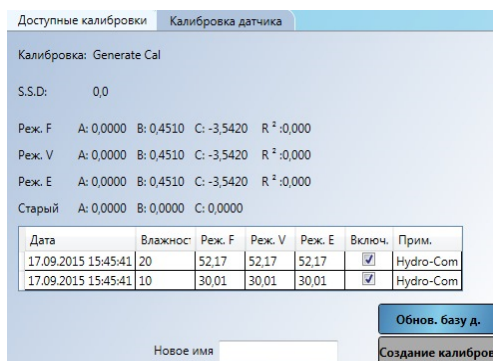 Доступные калибровки Калибровка датчика
Калибровка: Generate Cal
S.S.D: 0,0
Реж. F A: 0,0000 B: 0,4510 C: -3,5420 R ² :0,000
Реж. V A: 0,0000 B: 0,4510 C: -3,5420 R ² :0,000
Реж. E A: 0,0000 B: 0,4510 C: -3,5420 R ² :0,000
Старый A: 0,0000 B: 0,0000 C: 0,0000
Дата Влажнос Реж. F Реж. V Реж. E Включ. Прим.
17.09.2015 15:45:41 20 52,17 52,17 52,17 Hydro-Com
17.09.2015 15:45:41 10 30,01 30,01 30,01 Hydro-Com
Обнов. базу д.
Новое имя Создание калибров